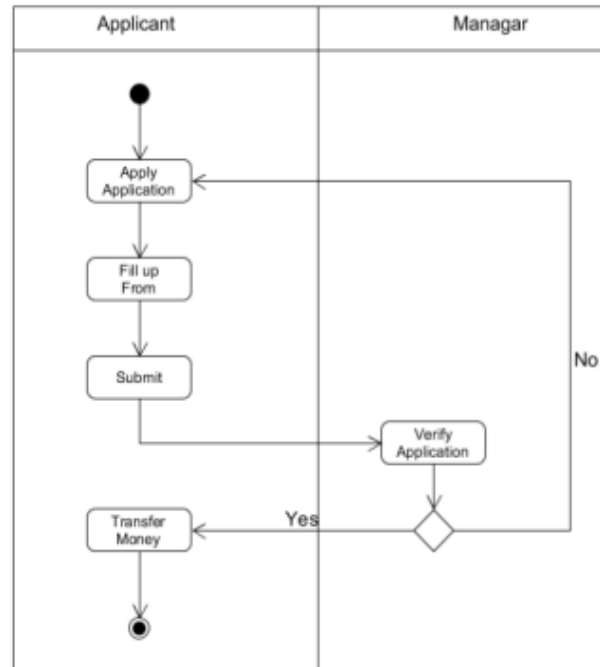 Applicant
Managar
Apply
Application
Fill up
From
Submit
No
Verify
Application
Yes
Transfer
Money